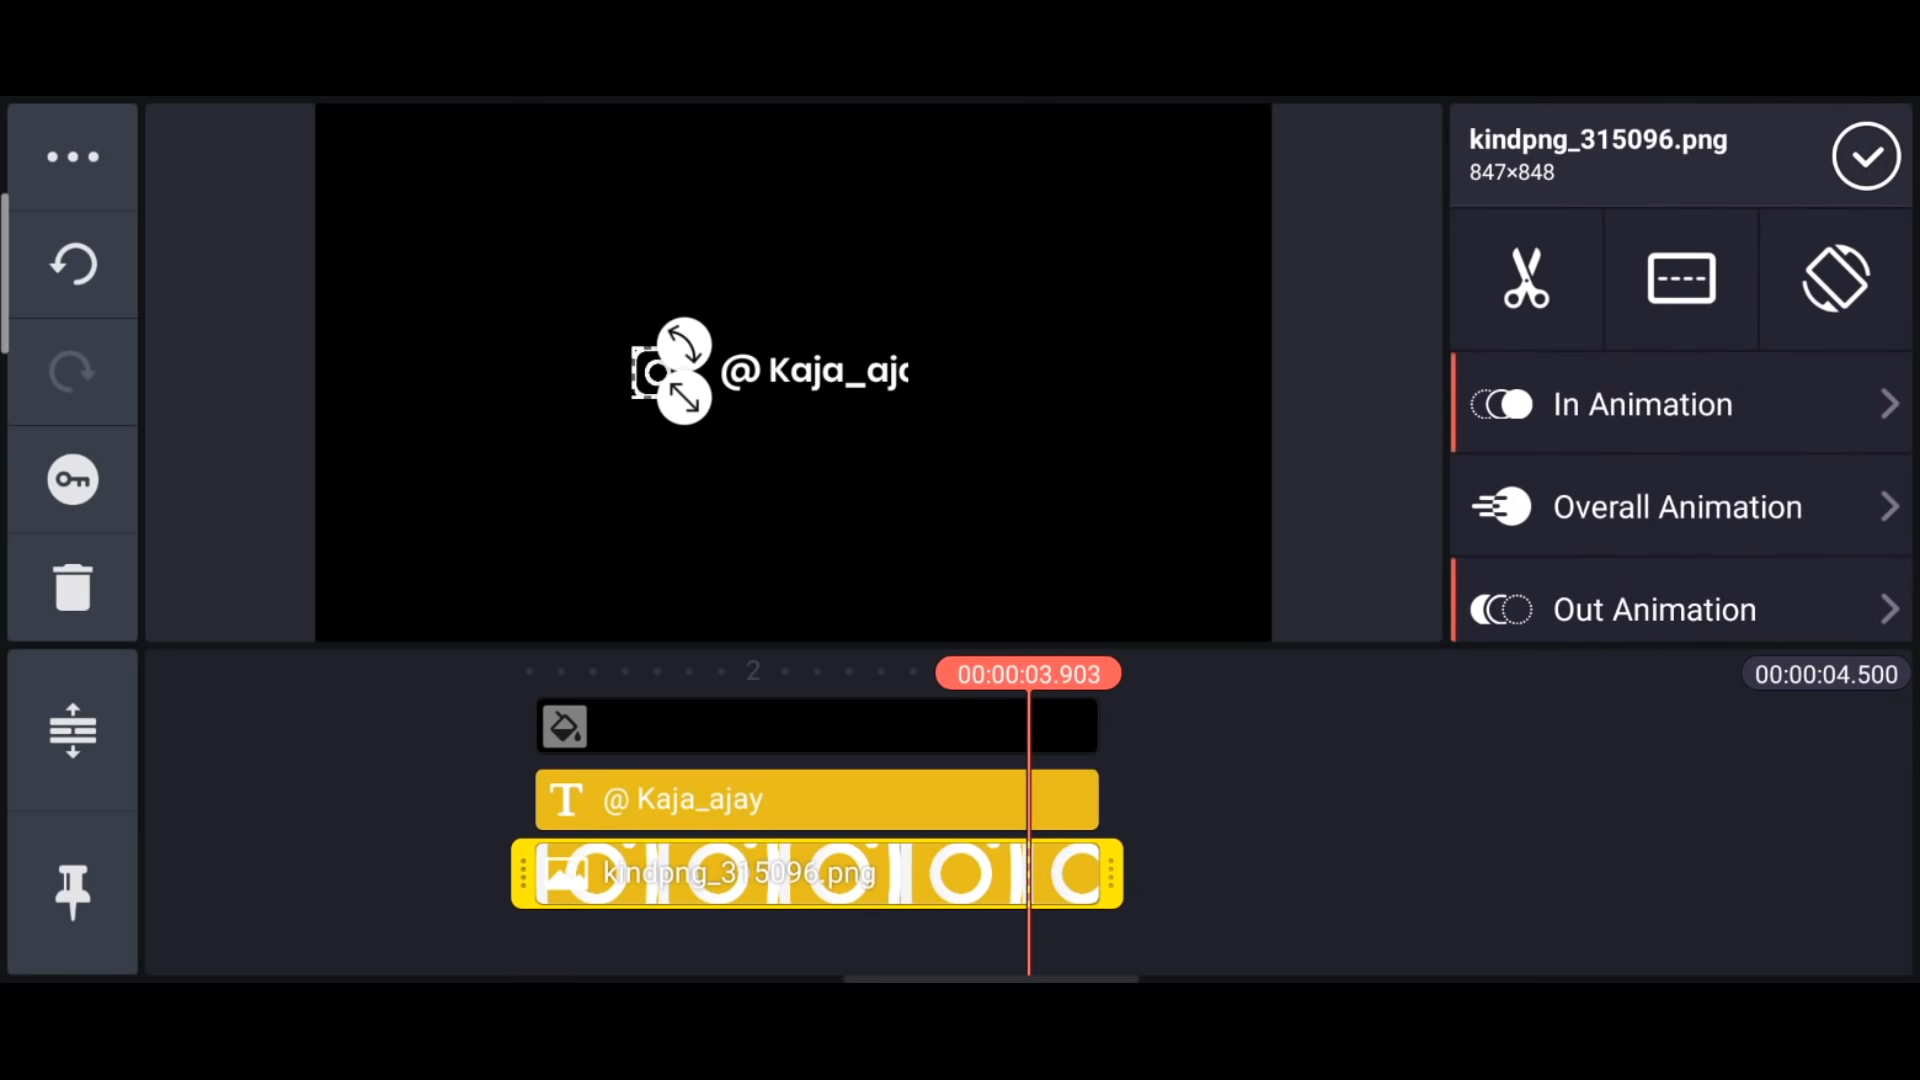 kindpng_315096.png
847×848
@ Kaja_aja
In Animation
Overall Animation
Out Animation
2
00:00:03.903
00:00:04.500
T @ Kaja_ajay
kindpng_315096.png